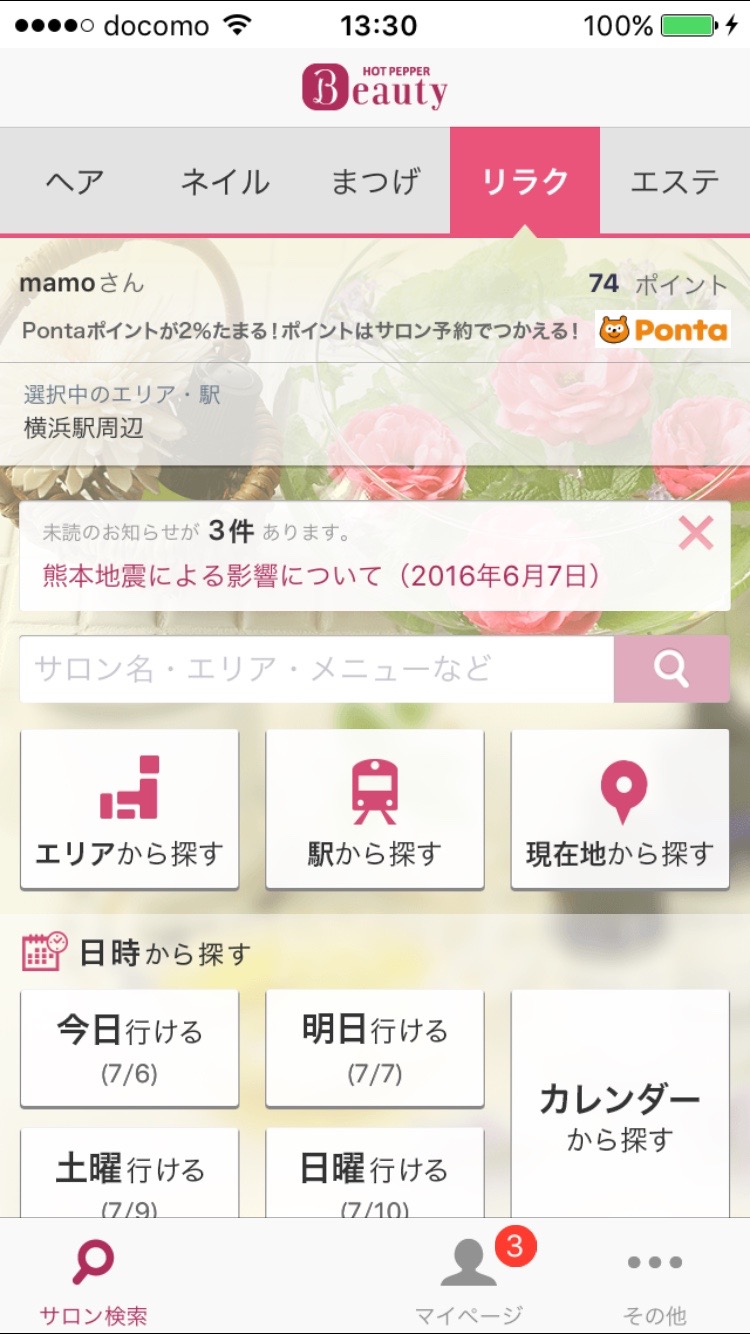 docomo 13:30 100%
HOT PEPPER
Beauty
ヘア ネイル まつげ リラク エステ
mamoさん 74 ポイント
Pontaポイントが2%たまる！ポイントはサロン予約でつかえる！ Ponta
選択中のエリア・駅
横浜駅周辺
未読のお知らせが 3件 あります。
熊本地震による影響について（2016年6月7日）
サロン名・エリア・メニューなど
エリアから探す 駅から探す 現在地から探す
日時から探す
今日行ける 明日行ける
(7/6) (7/7)
カレンダー
から探す
土曜行ける 日曜行ける
(7/9) (7/10)
3
サロン検索 マイページ その他